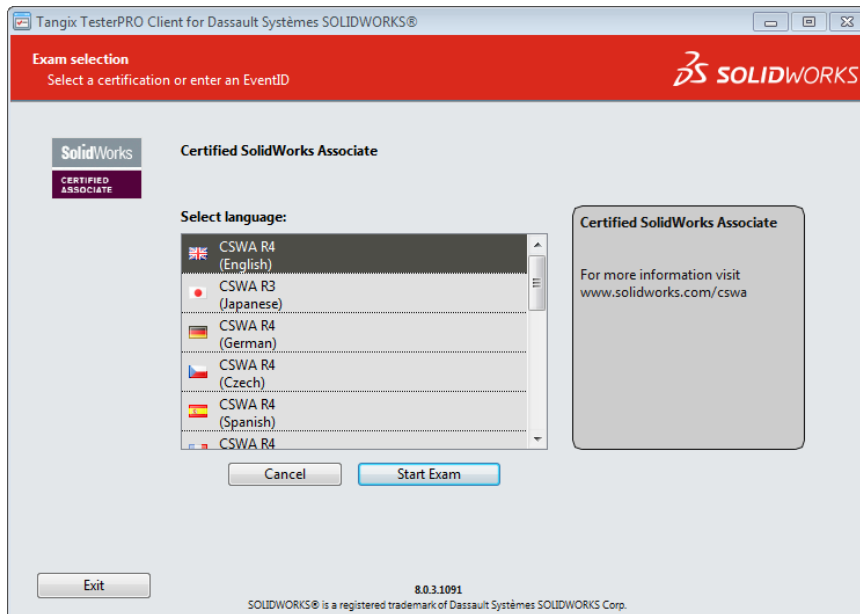 Tangix TesterPRO Client for Dassault Systèmes SOLIDWORKS®
Exam selection
Select a certification or enter an EventID
SOLIDWORKS
SolidWorks
CERTIFIED
ASSOCIATE
Certified SolidWorks Associate
Select language:
CSWA R4
(English)
CSWA R3
(Japanese)
CSWA R4
(German)
CSWA R4
(Czech)
CSWA R4
(Spanish)
CSWA R4
Certified SolidWorks Associate
For more information visit
www.solidworks.com/cswa
Cancel
Start Exam
Exit
8.0.3.1091
SOLIDWORKS® is a registered trademark of Dassault Systèmes SOLIDWORKS Corp.